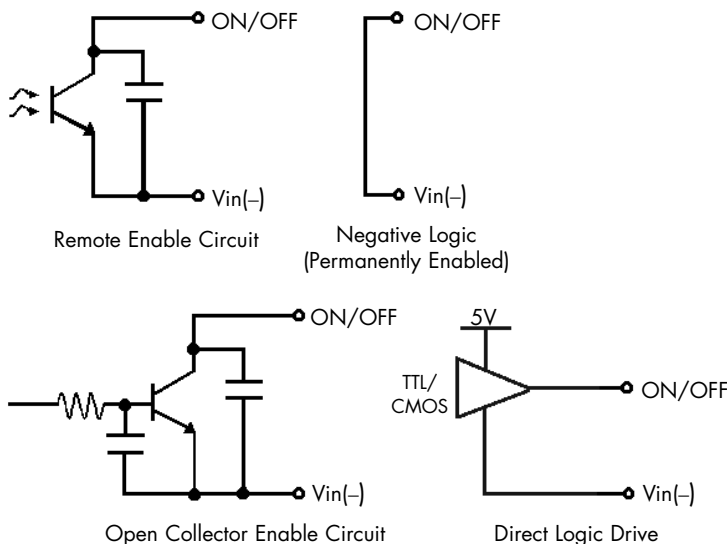 ON/OFF
Vin(–)
Remote Enable Circuit
ON/OFF
Vin(–)
Negative Logic
(Permanently Enabled)
ON/OFF
Vin(–)
Open Collector Enable Circuit
5V
TTL/
CMOS
ON/OFF
Vin(–)
Direct Logic Drive